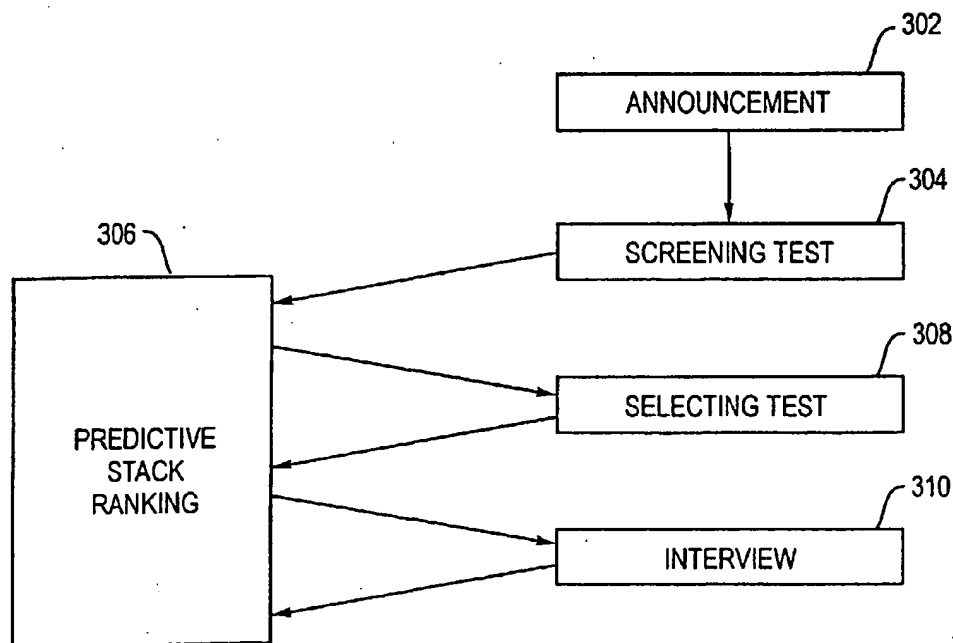 302
ANNOUNCEMENT
304
SCREENING TEST
306
308
SELECTING TEST
PREDICTIVE
STACK
RANKING
310
INTERVIEW